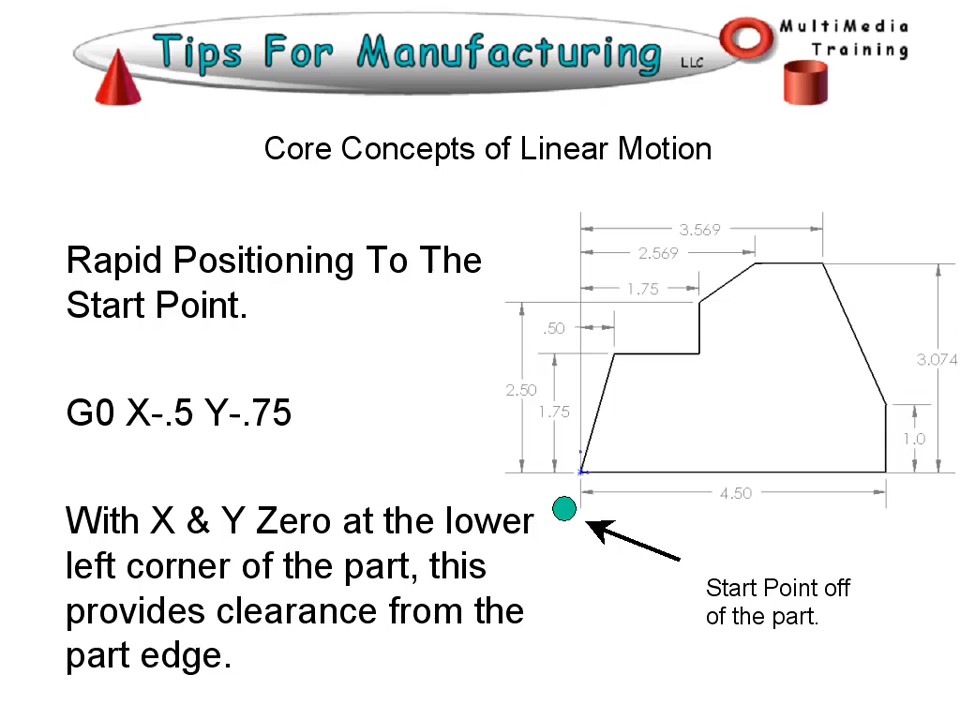 Tips For Manufacturing LLC
MultiMedia
Training
Core Concepts of Linear Motion
Rapid Positioning To The
Start Point.
G0 X-.5 Y-.75
With X & Y Zero at the lower
left corner of the part, this
provides clearance from the
part edge.
3.569
2.569
1.75
.50
3.074
2.50
1.75
1.0
4.50
Start Point off
of the part.